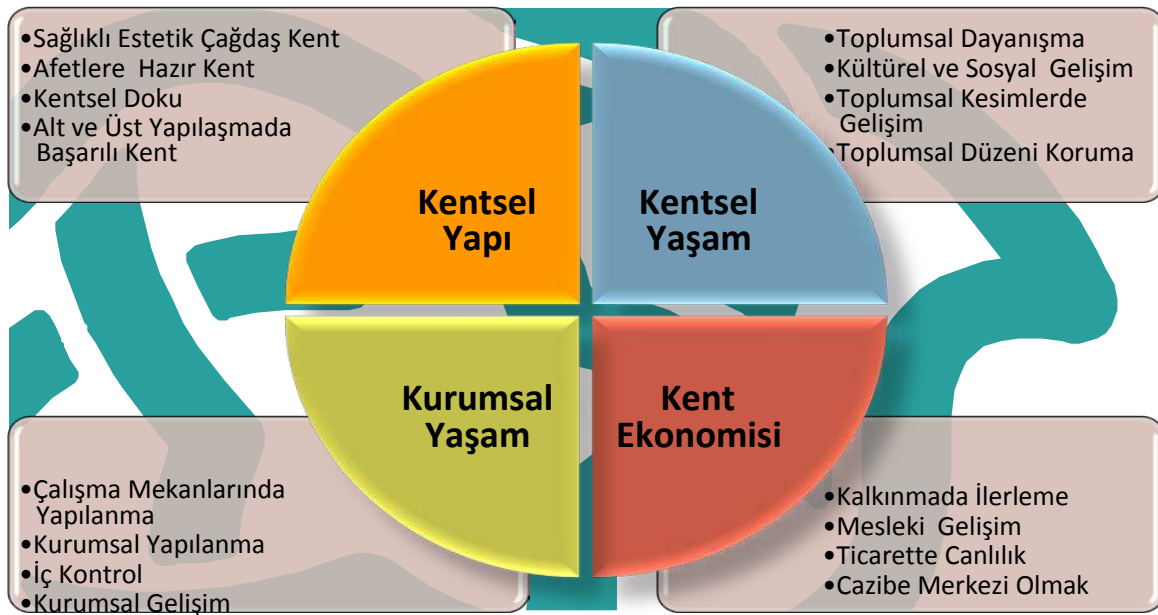 •Sağlıklı Estetik Çağdaş Kent
•Afetlere Hazır Kent
•Kentsel Doku
•Alt ve Üst Yapılaşmada
Başarılı Kent
•Toplumsal Dayanışma
•Kültürel ve Sosyal Gelişim
•Toplumsal Kesimlerde
Gelişim
•Toplumsal Düzeni Koruma
Kentsel
Yapı
Kentsel
Yaşam
Kurumsal
Yaşam
Kent
Ekonomisi
•Çalışma Mekanlarında
Yapılanma
•Kurumsal Yapılanma
•İç Kontrol
•Kurumsal Gelişim
•Kalkınmada İlerleme
•Mesleki Gelişim
•Ticarette Canlılık
•Cazibe Merkezi Olmak